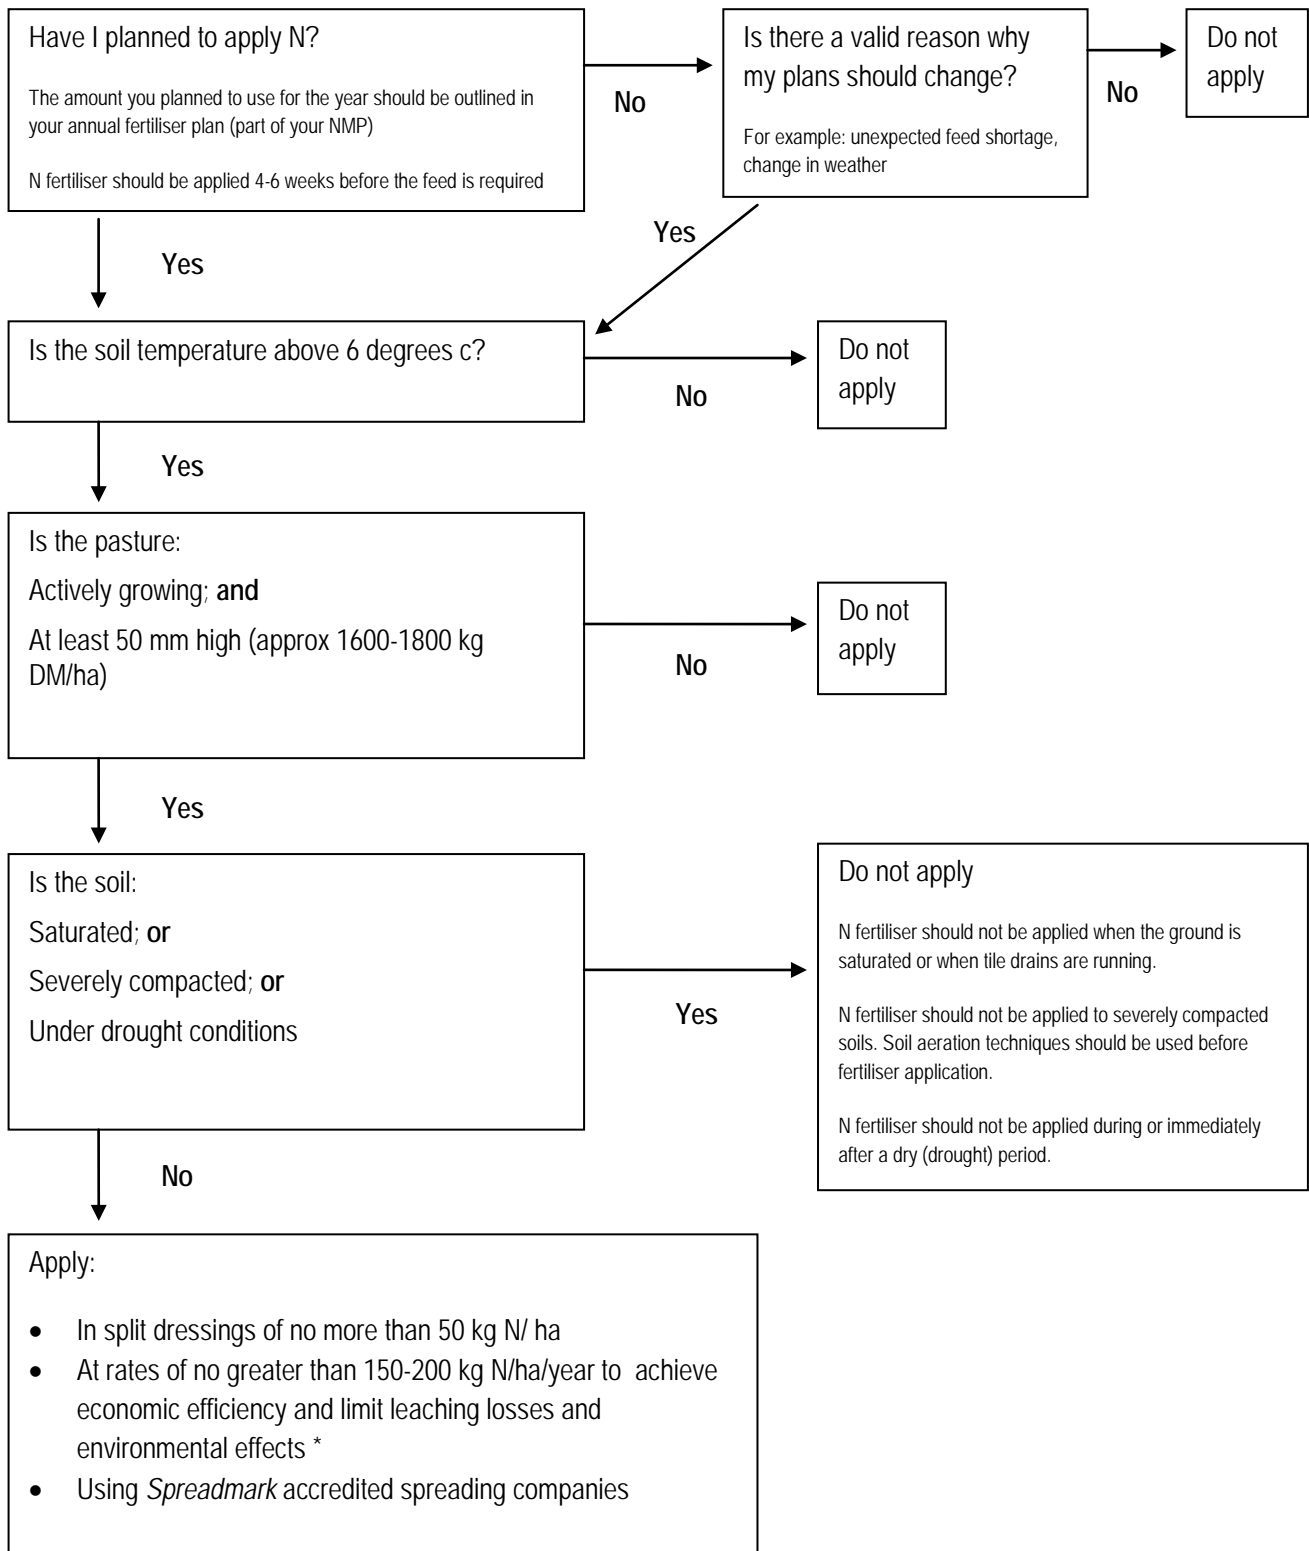 Have I planned to apply N?
The amount you planned to use for the year should be outlined in
your annual fertiliser plan (part of your NMP)
N fertiliser should be applied 4-6 weeks before the feed is required
No
Is there a valid reason why
my plans should change?
For example: unexpected feed shortage,
change in weather
No
Do not
apply
Yes
Yes
Is the soil temperature above 6 degrees c?
No
Do not
apply
Yes
Is the pasture:
Actively growing; and
At least 50 mm high (approx 1600-1800 kg
DM/ha)
No
Do not
apply
Yes
Is the soil:
Saturated; or
Severely compacted; or
Under drought conditions
Yes
Do not apply
N fertiliser should not be applied when the ground is
saturated or when tile drains are running.
N fertiliser should not be applied to severely compacted
soils. Soil aeration techniques should be used before
fertiliser application.
N fertiliser should not be applied during or immediately
after a dry (drought) period.
No
Apply:
• In split dressings of no more than 50 kg N/ ha
• At rates of no greater than 150-200 kg N/ha/year to achieve
economic efficiency and limit leaching losses and
environmental effects *
• Using Spreadmark accredited spreading companies